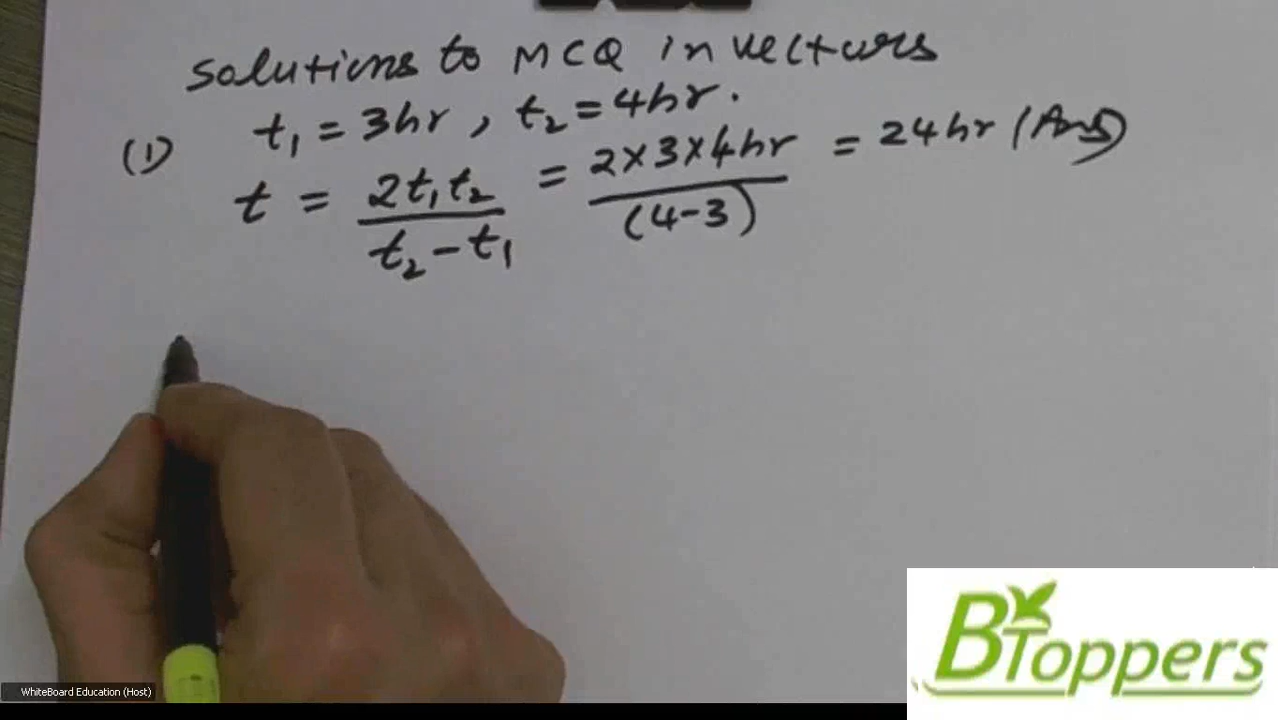 Solutions to MCQ in vectors
(1) t₁ = 3hr, t₂ = 4hr.
t = 2t₁t₂ / t₂ - t₁ = 2×3×4hr / (4-3) = 24hr (Ans)
BToppers
WhiteBoard Education (Host)